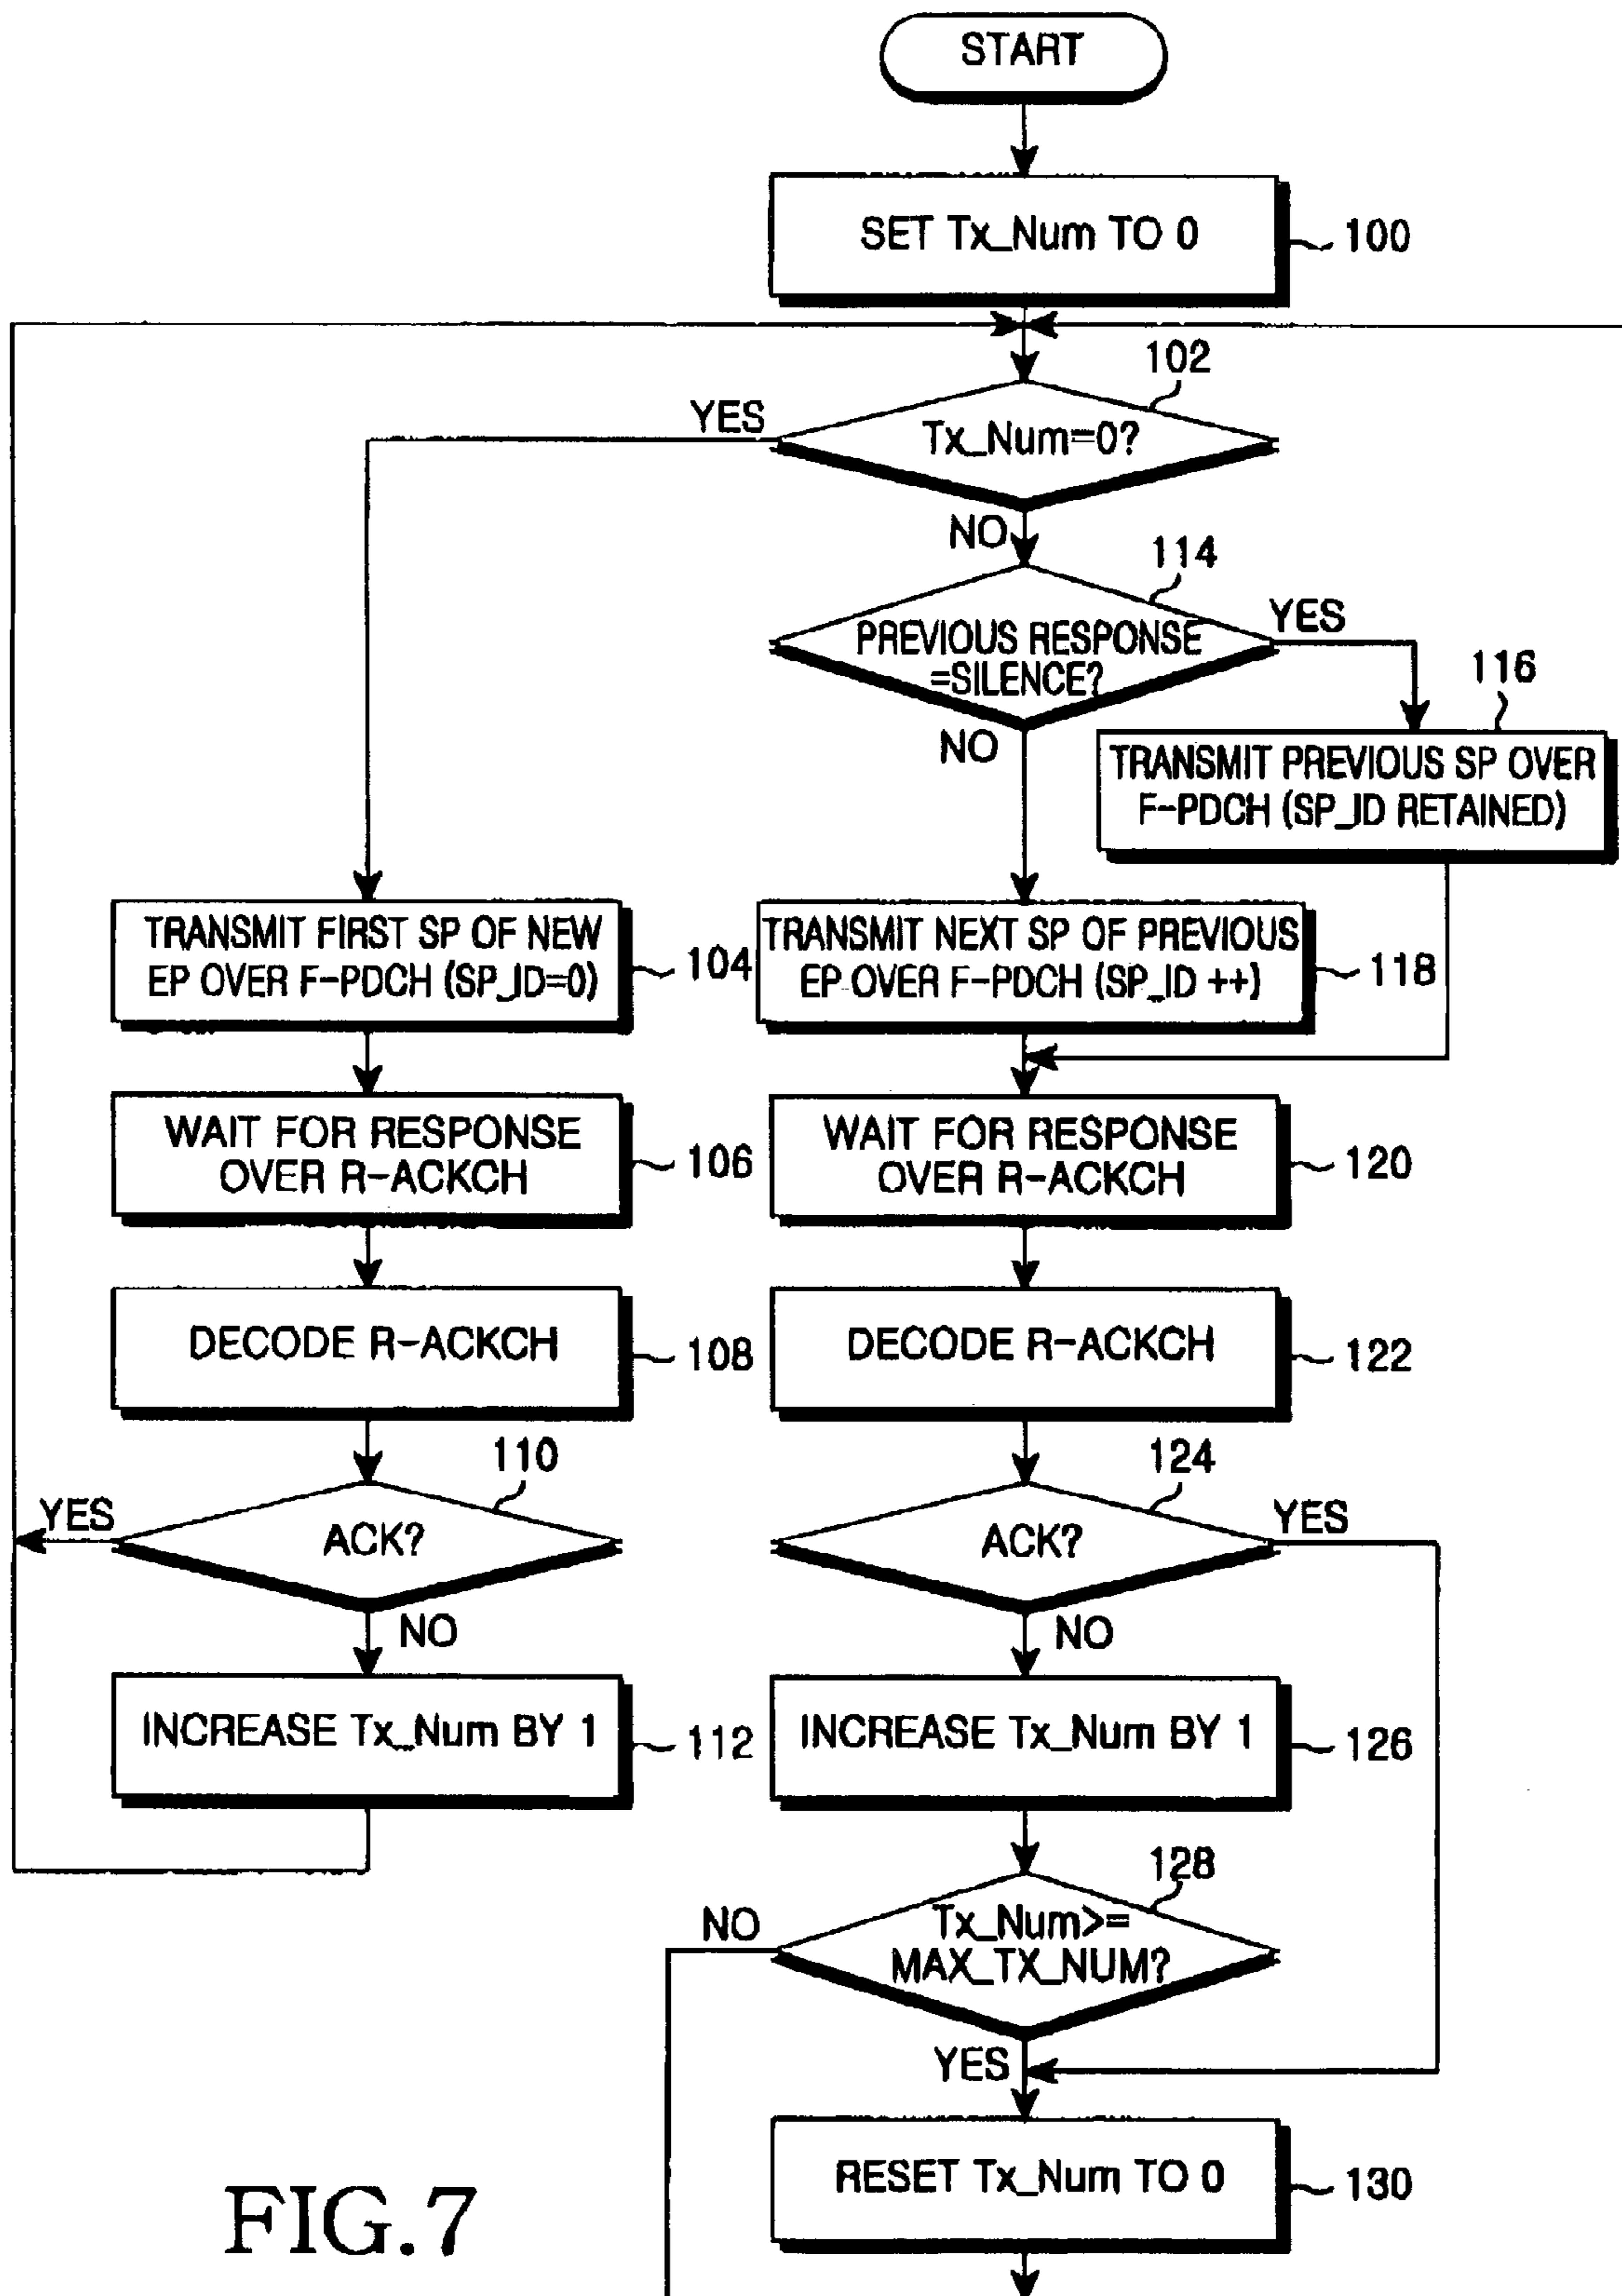 START
SET Tx_Num TO 0
100
102
YES
Tx_Num=0?
NO
114
PREVIOUS RESPONSE
=SILENCE?
YES
116
NO
TRANSMIT PREVIOUS SP OVER
F-PDCH (SP_ID RETAINED)
TRANSMIT FIRST SP OF NEW
EP OVER F-PDCH (SP_ID=0)
104
TRANSMIT NEXT SP OF PREVIOUS
EP OVER F-PDCH (SP_ID ++)
118
WAIT FOR RESPONSE
OVER R-ACKCH
106
WAIT FOR RESPONSE
OVER R-ACKCH
120
DECODE R-ACKCH
108
DECODE R-ACKCH
122
110
YES
ACK?
NO
124
ACK?
YES
NO
INCREASE Tx_Num BY 1
112
INCREASE Tx_Num BY 1
126
128
NO
Tx_Num>=
MAX_TX_NUM?
YES
RESET Tx_Num TO 0
130
FIG.7